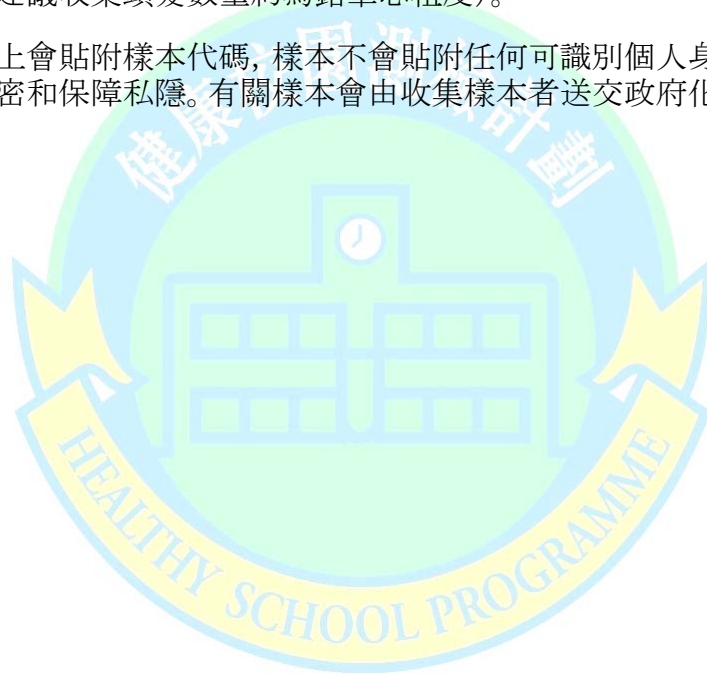 建議收集頭髮數量約為鉛筆芯粗度)。
上會貼附樣本代碼，樣本不會貼附任何可識別個人身
密和保障私隱。有關樣本會由收集樣本者送交政府化
健康校園測檢計劃
HEALTHY SCHOOL PROGRAMME